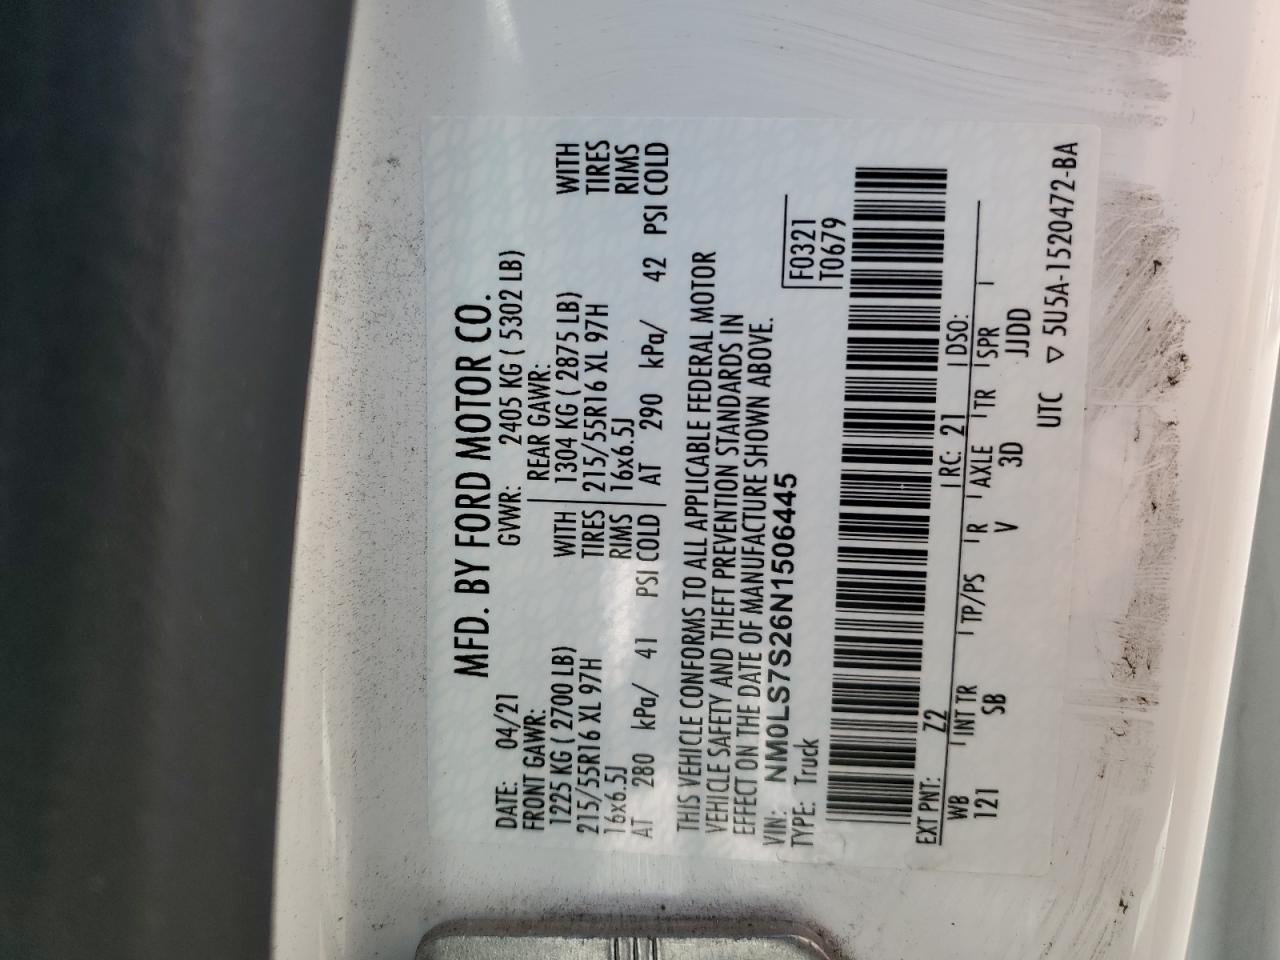 MFD. BY FORD MOTOR CO.
DATE: 04/21 GVWR: 2405 KG ( 5302 LB)
FRONT GAWR: REAR GAWR:
1225 KG ( 2700 LB) WITH 1304 KG ( 2875 LB) WITH
215/55R16 XL 97H TIRES 215/55R16 XL 97H TIRES
16x6.5J RIMS 16x6.5J RIMS
AT 280 kPa/ 41 PSI COLD AT 290 kPa/ 42 PSI COLD
THIS VEHICLE CONFORMS TO ALL APPLICABLE FEDERAL MOTOR
VEHICLE SAFETY AND THEFT PREVENTION STANDARDS IN
EFFECT ON THE DATE OF MANUFACTURE SHOWN ABOVE.
VIN: NM0LS7S26N1506445 F0321
TYPE: Truck T0679
EXT PNT: Z2 RC: 21 DSO:
WB INT TR TP/PS R AXLE TR SPR
121 SB V 3D JJDD
UTC ▽ 5U5A-1520472-BA